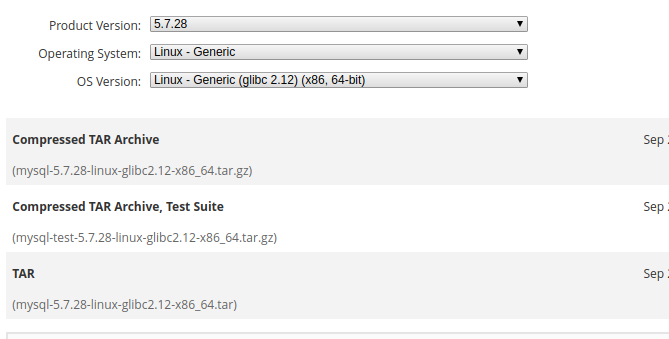 Product Version: 5.7.28
Operating System: Linux - Generic
OS Version: Linux - Generic (glibc 2.12) (x86, 64-bit)
Compressed TAR Archive Sep
(mysql-5.7.28-linux-glibc2.12-x86_64.tar.gz)
Compressed TAR Archive, Test Suite Sep
(mysql-test-5.7.28-linux-glibc2.12-x86_64.tar.gz)
TAR Sep
(mysql-5.7.28-linux-glibc2.12-x86_64.tar)